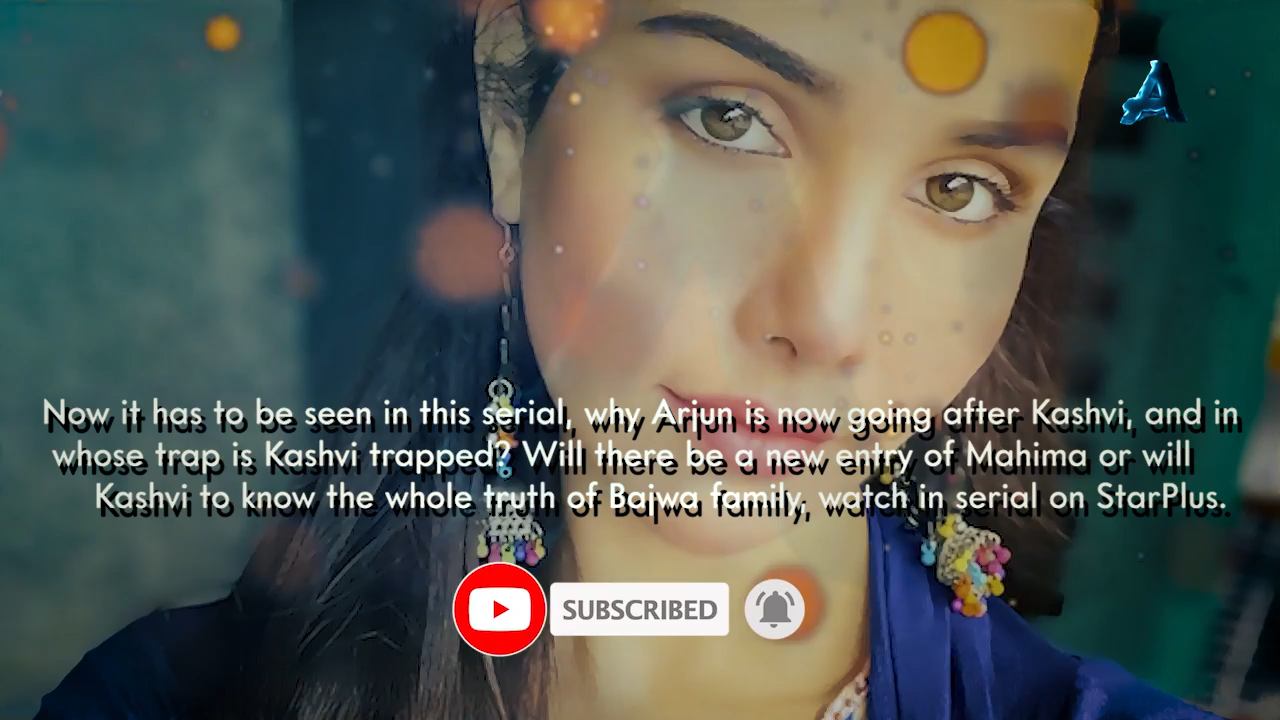 A
Now it has to be seen in this serial, why Arjun is now going after Kashvi, and in
whose trap is Kashvi trapped? Will there be a new entry of Mahima or will
Kashvi to know the whole truth of Bajwa family, watch in serial on StarPlus.
SUBSCRIBED